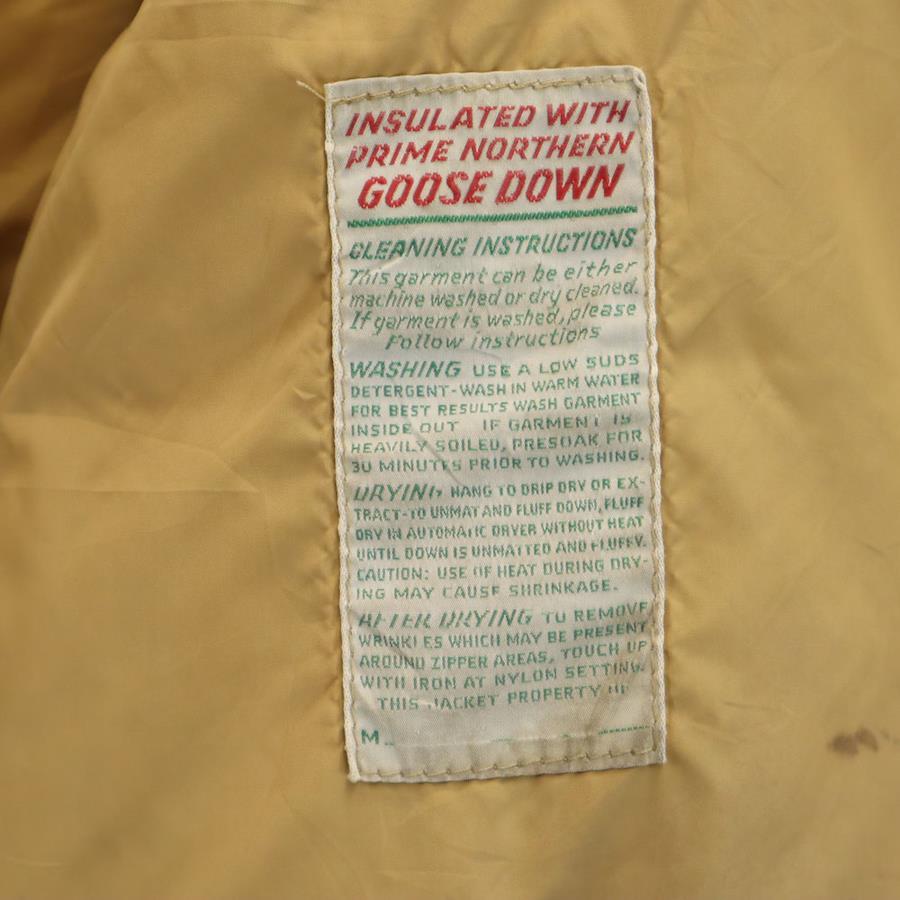 INSULATED WITH
PRIME NORTHERN
GOOSE DOWN
CLEANING INSTRUCTIONS
This garment can be either
machine washed or dry cleaned.
If garment is washed, please
Follow instructions
WASHING USE A LOW SUDS
DETERGENT-WASH IN WARM WATER
FOR BEST RESULTS WASH GARMENT
INSIDE OUT IF GARMENT IS
HEAVILY SOILED, PRESOAK FOR
30 MINUTES PRIOR TO WASHING.
DRYING HANG TO DRIP DRY OR EX-
TRACT-TO UNMAT AND FLUFF DOWN, FLUFF
DRY IN AUTOMATIC DRYER WITHOUT HEAT
UNTIL DOWN IS UNMATTED AND FLUFFY.
CAUTION: USE OF HEAT DURING DRY-
ING MAY CAUSE SHRINKAGE.
AFTER DRYING TO REMOVE
WRINKLES WHICH MAY BE PRESENT
AROUND ZIPPER AREAS, TOUCH UP
WITH IRON AT NYLON SETTING.
THIS JACKET PROPERTY OF
M